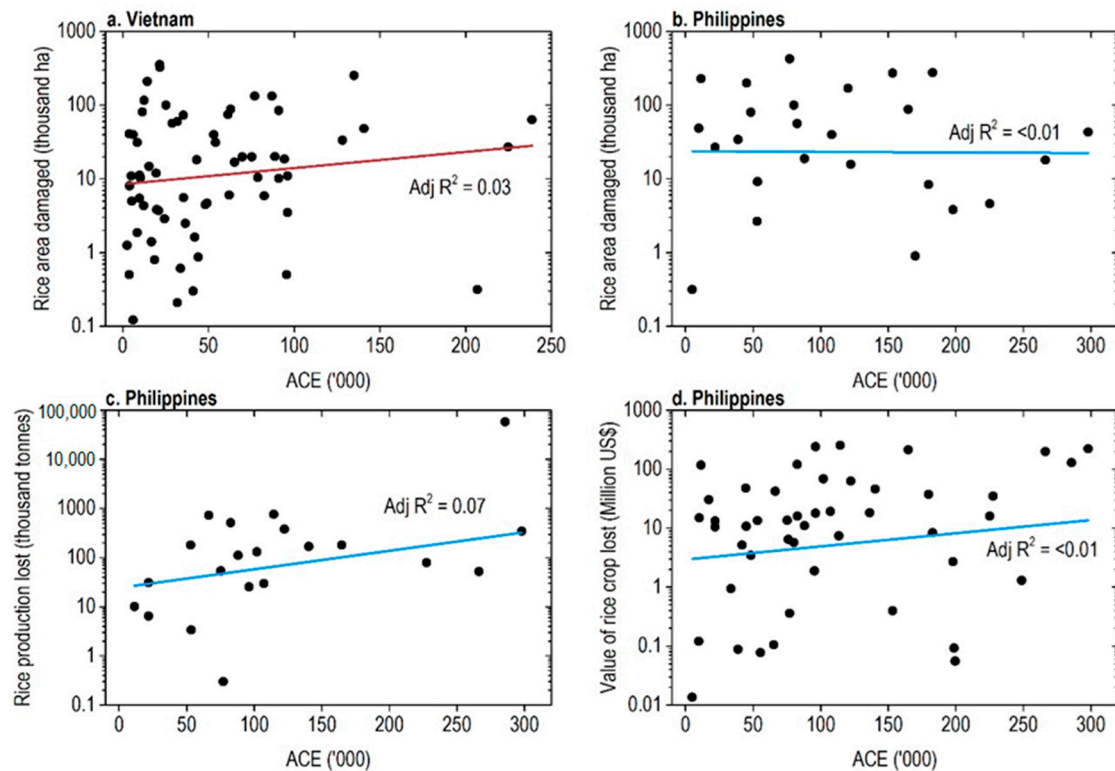 a. Vietnam
1000
100
10
1
0.1
Rice area damaged (thousand ha)
Adj R² = 0.03
0 50 100 150 200 250
ACE ('000)
b. Philippines
1000
100
10
1
0.1
Rice area damaged (thousand ha)
Adj R² = <0.01
0 50 100 150 200 250 300
ACE ('000)
c. Philippines
100,000
10,000
1000
100
10
1
0.1
Rice production lost (thousand tonnes)
Adj R² = 0.07
0 50 100 150 200 250 300
ACE ('000)
d. Philippines
1000
100
10
1
0.1
0.01
Value of rice crop lost (Million US$)
Adj R² = <0.01
0 50 100 150 200 250 300
ACE ('000)